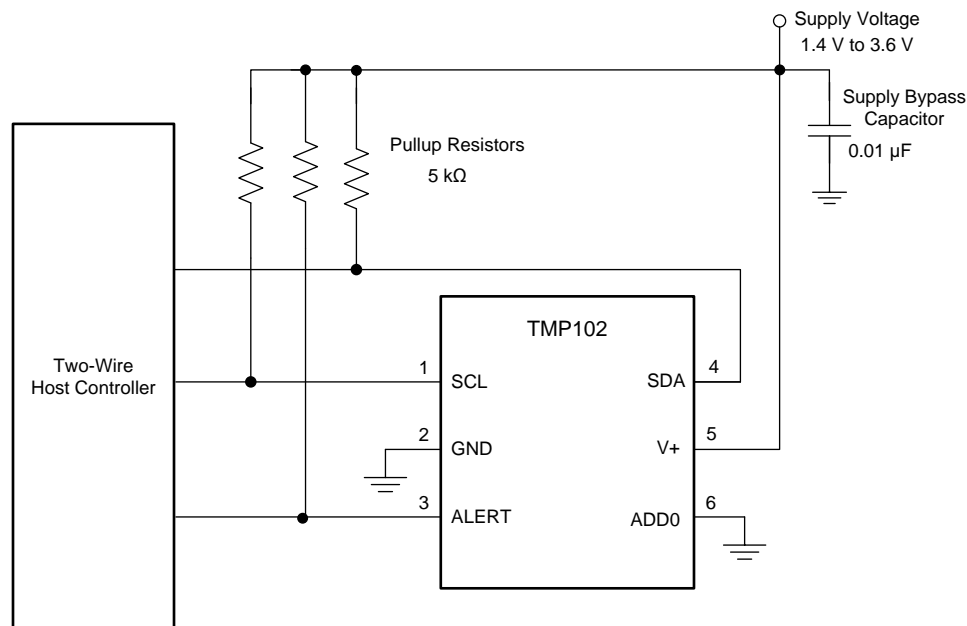 Supply Voltage
1.4 V to 3.6 V
Supply Bypass
Capacitor
0.01 µF
Pullup Resistors
5 kΩ
Two-Wire
Host Controller
TMP102
1
SCL
SDA
4
2
GND
V+
5
3
ALERT
ADD0
6